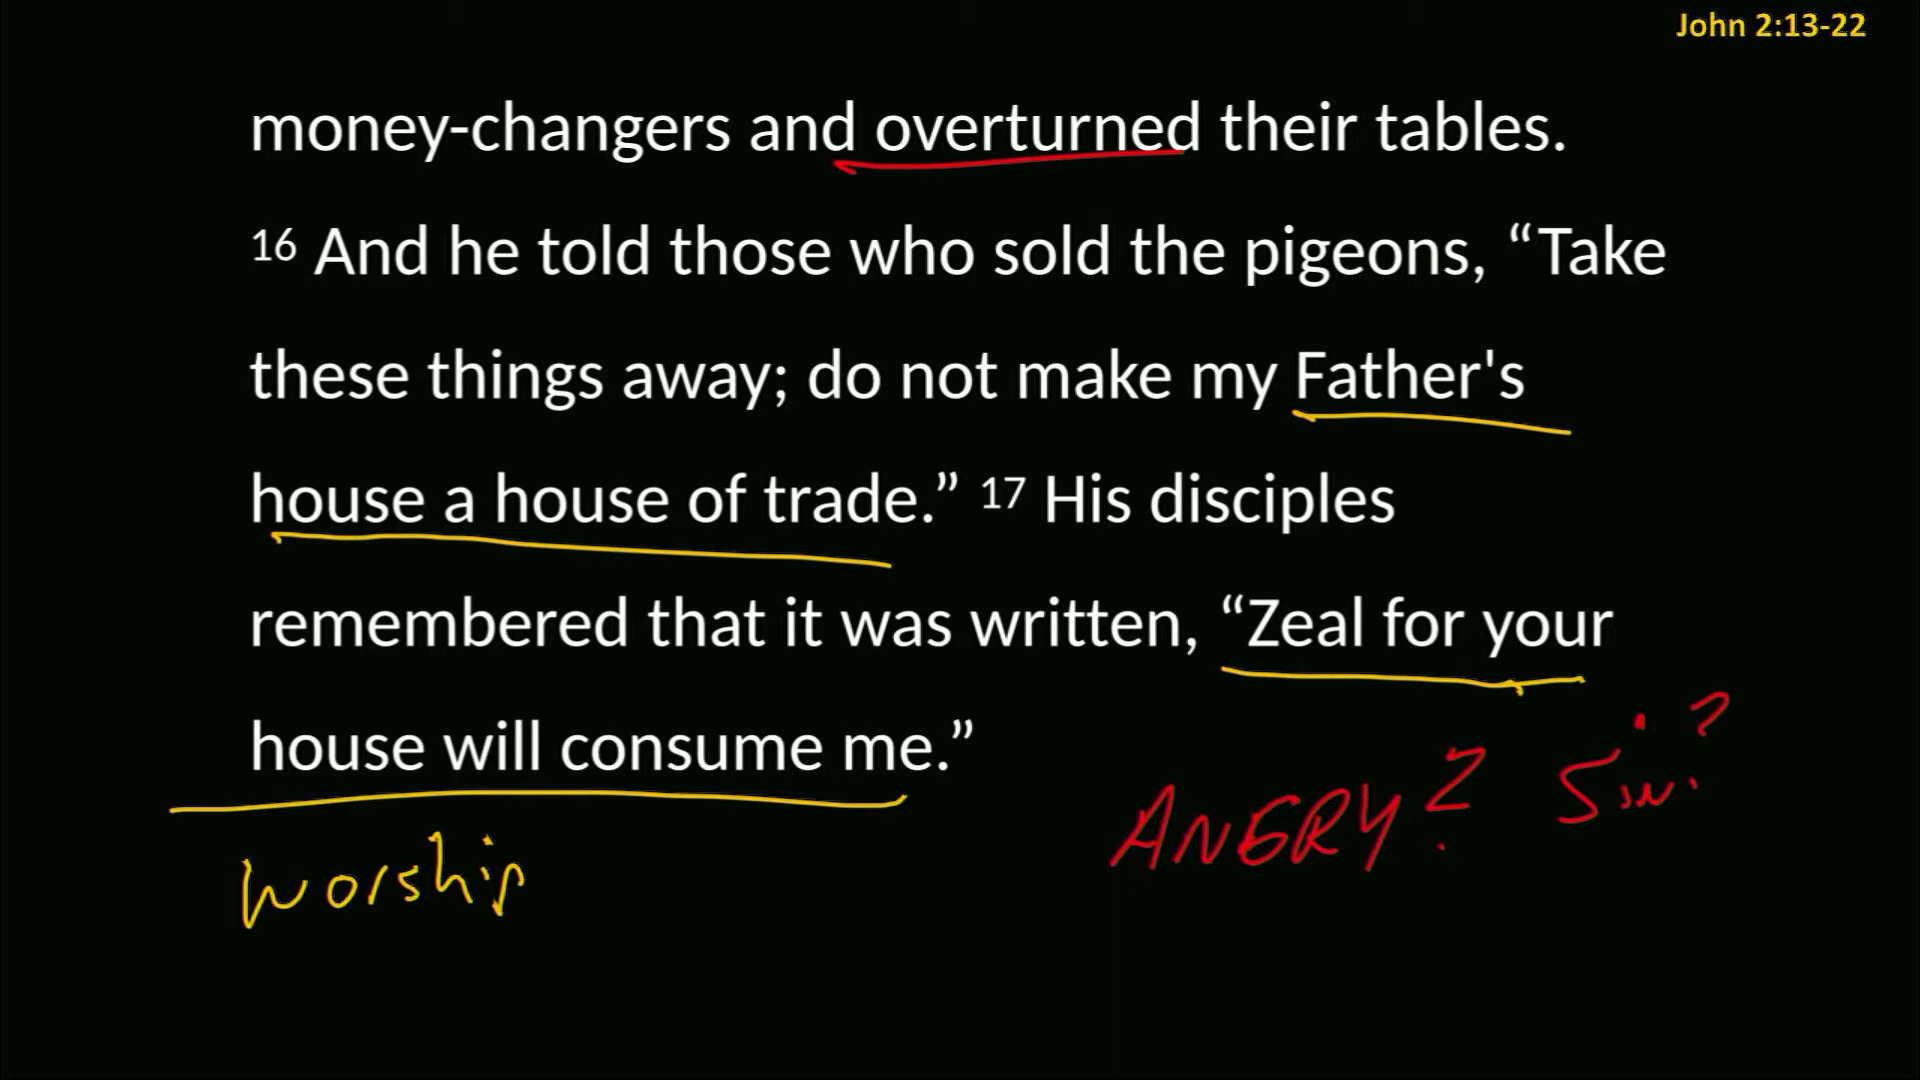 John 2:13-22
money-changers and overturned their tables.
16 And he told those who sold the pigeons, “Take
these things away; do not make my Father's
house a house of trade.” 17 His disciples
remembered that it was written, “Zeal for your
house will consume me.”
ANGRY? Sin?
worship